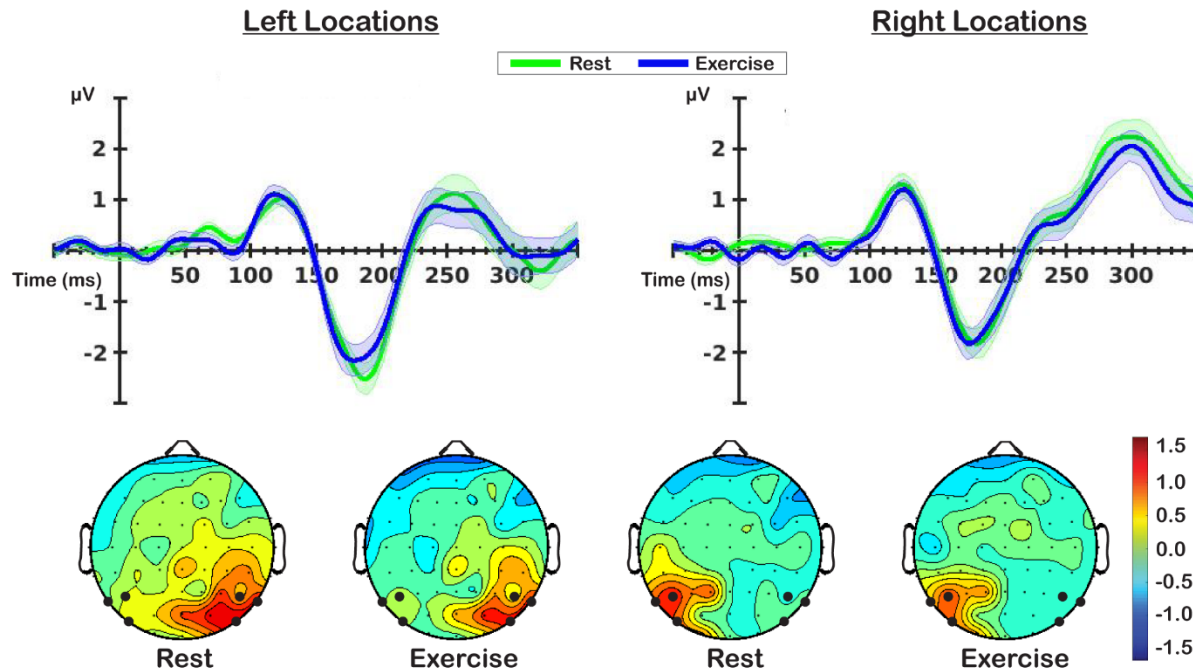 Left Locations
Right Locations
Rest
Exercise
µV
2
1
-1
-2
Time (ms)
50 100 150 200 250 300
µV
2
1
-1
-2
Time (ms)
50 100 150 200 250 300
Rest
Exercise
Rest
Exercise
1.5
1.0
0.5
0.0
-0.5
-1.0
-1.5